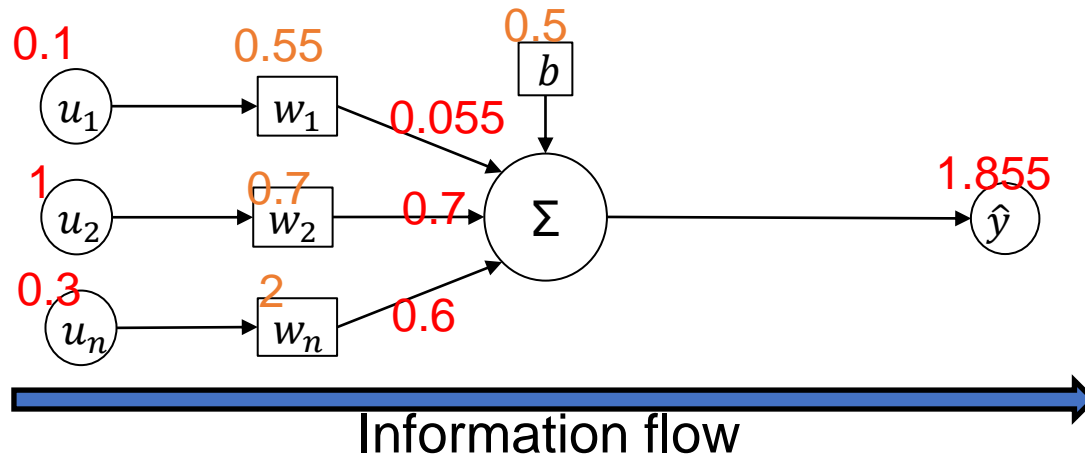 0.1 0.55 0.5
u₁ w₁ 0.055 b
1 0.7 1.855
u₂ w₂ 0.7 Σ ŷ
0.3 2
uₙ wₙ 0.6
Information flow